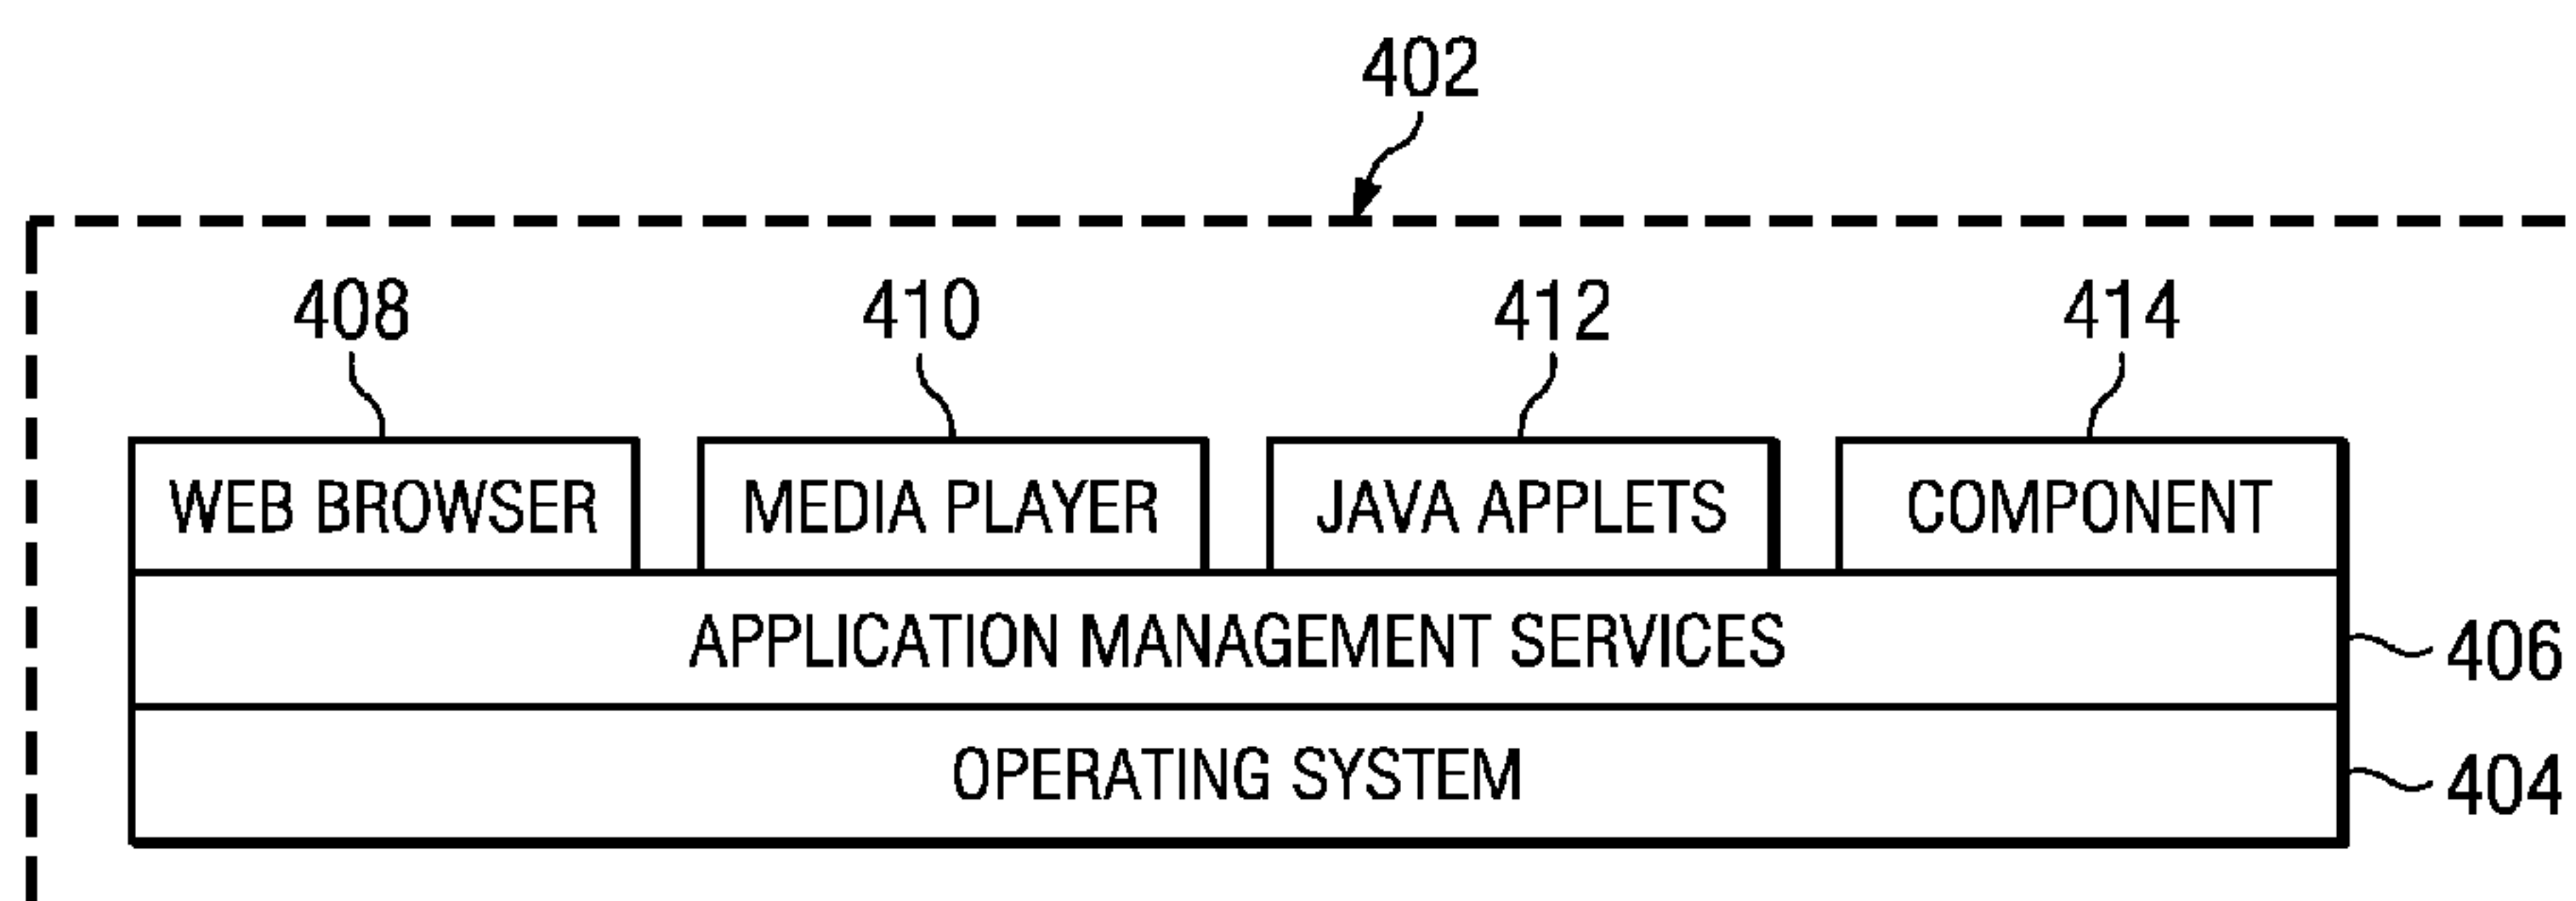 402
408 410 412 414
WEB BROWSER MEDIA PLAYER JAVA APPLETS COMPONENT
APPLICATION MANAGEMENT SERVICES 406
OPERATING SYSTEM 404